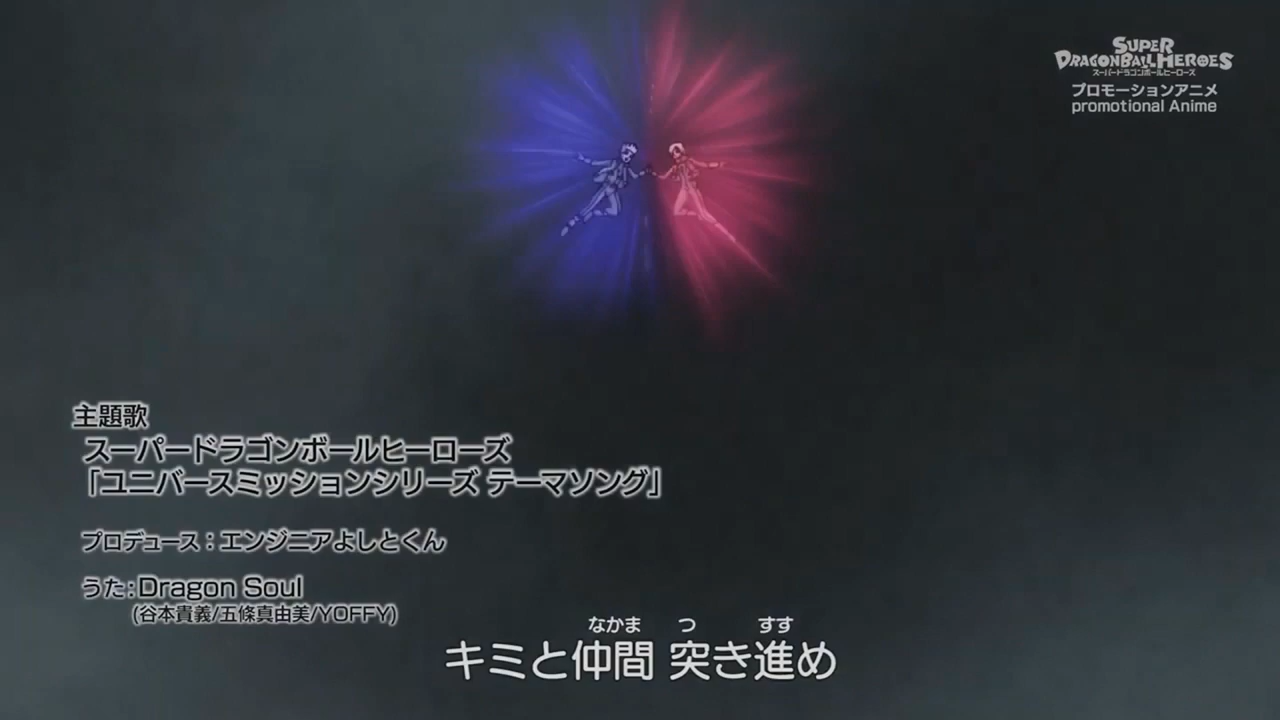 SUPER
DRAGONBALL HEROES
スーパードラゴンボールヒーローズ
プロモーションアニメ
promotional Anime
主題歌
スーパードラゴンボールヒーローズ
「ユニバースミッションシリーズ テーマソング」
プロデュース：エンジニアよしとくん
うた：Dragon Soul
(谷本貴義/五條真由美/YOFFY)
なかま つ すす
キミと仲間 突き進め